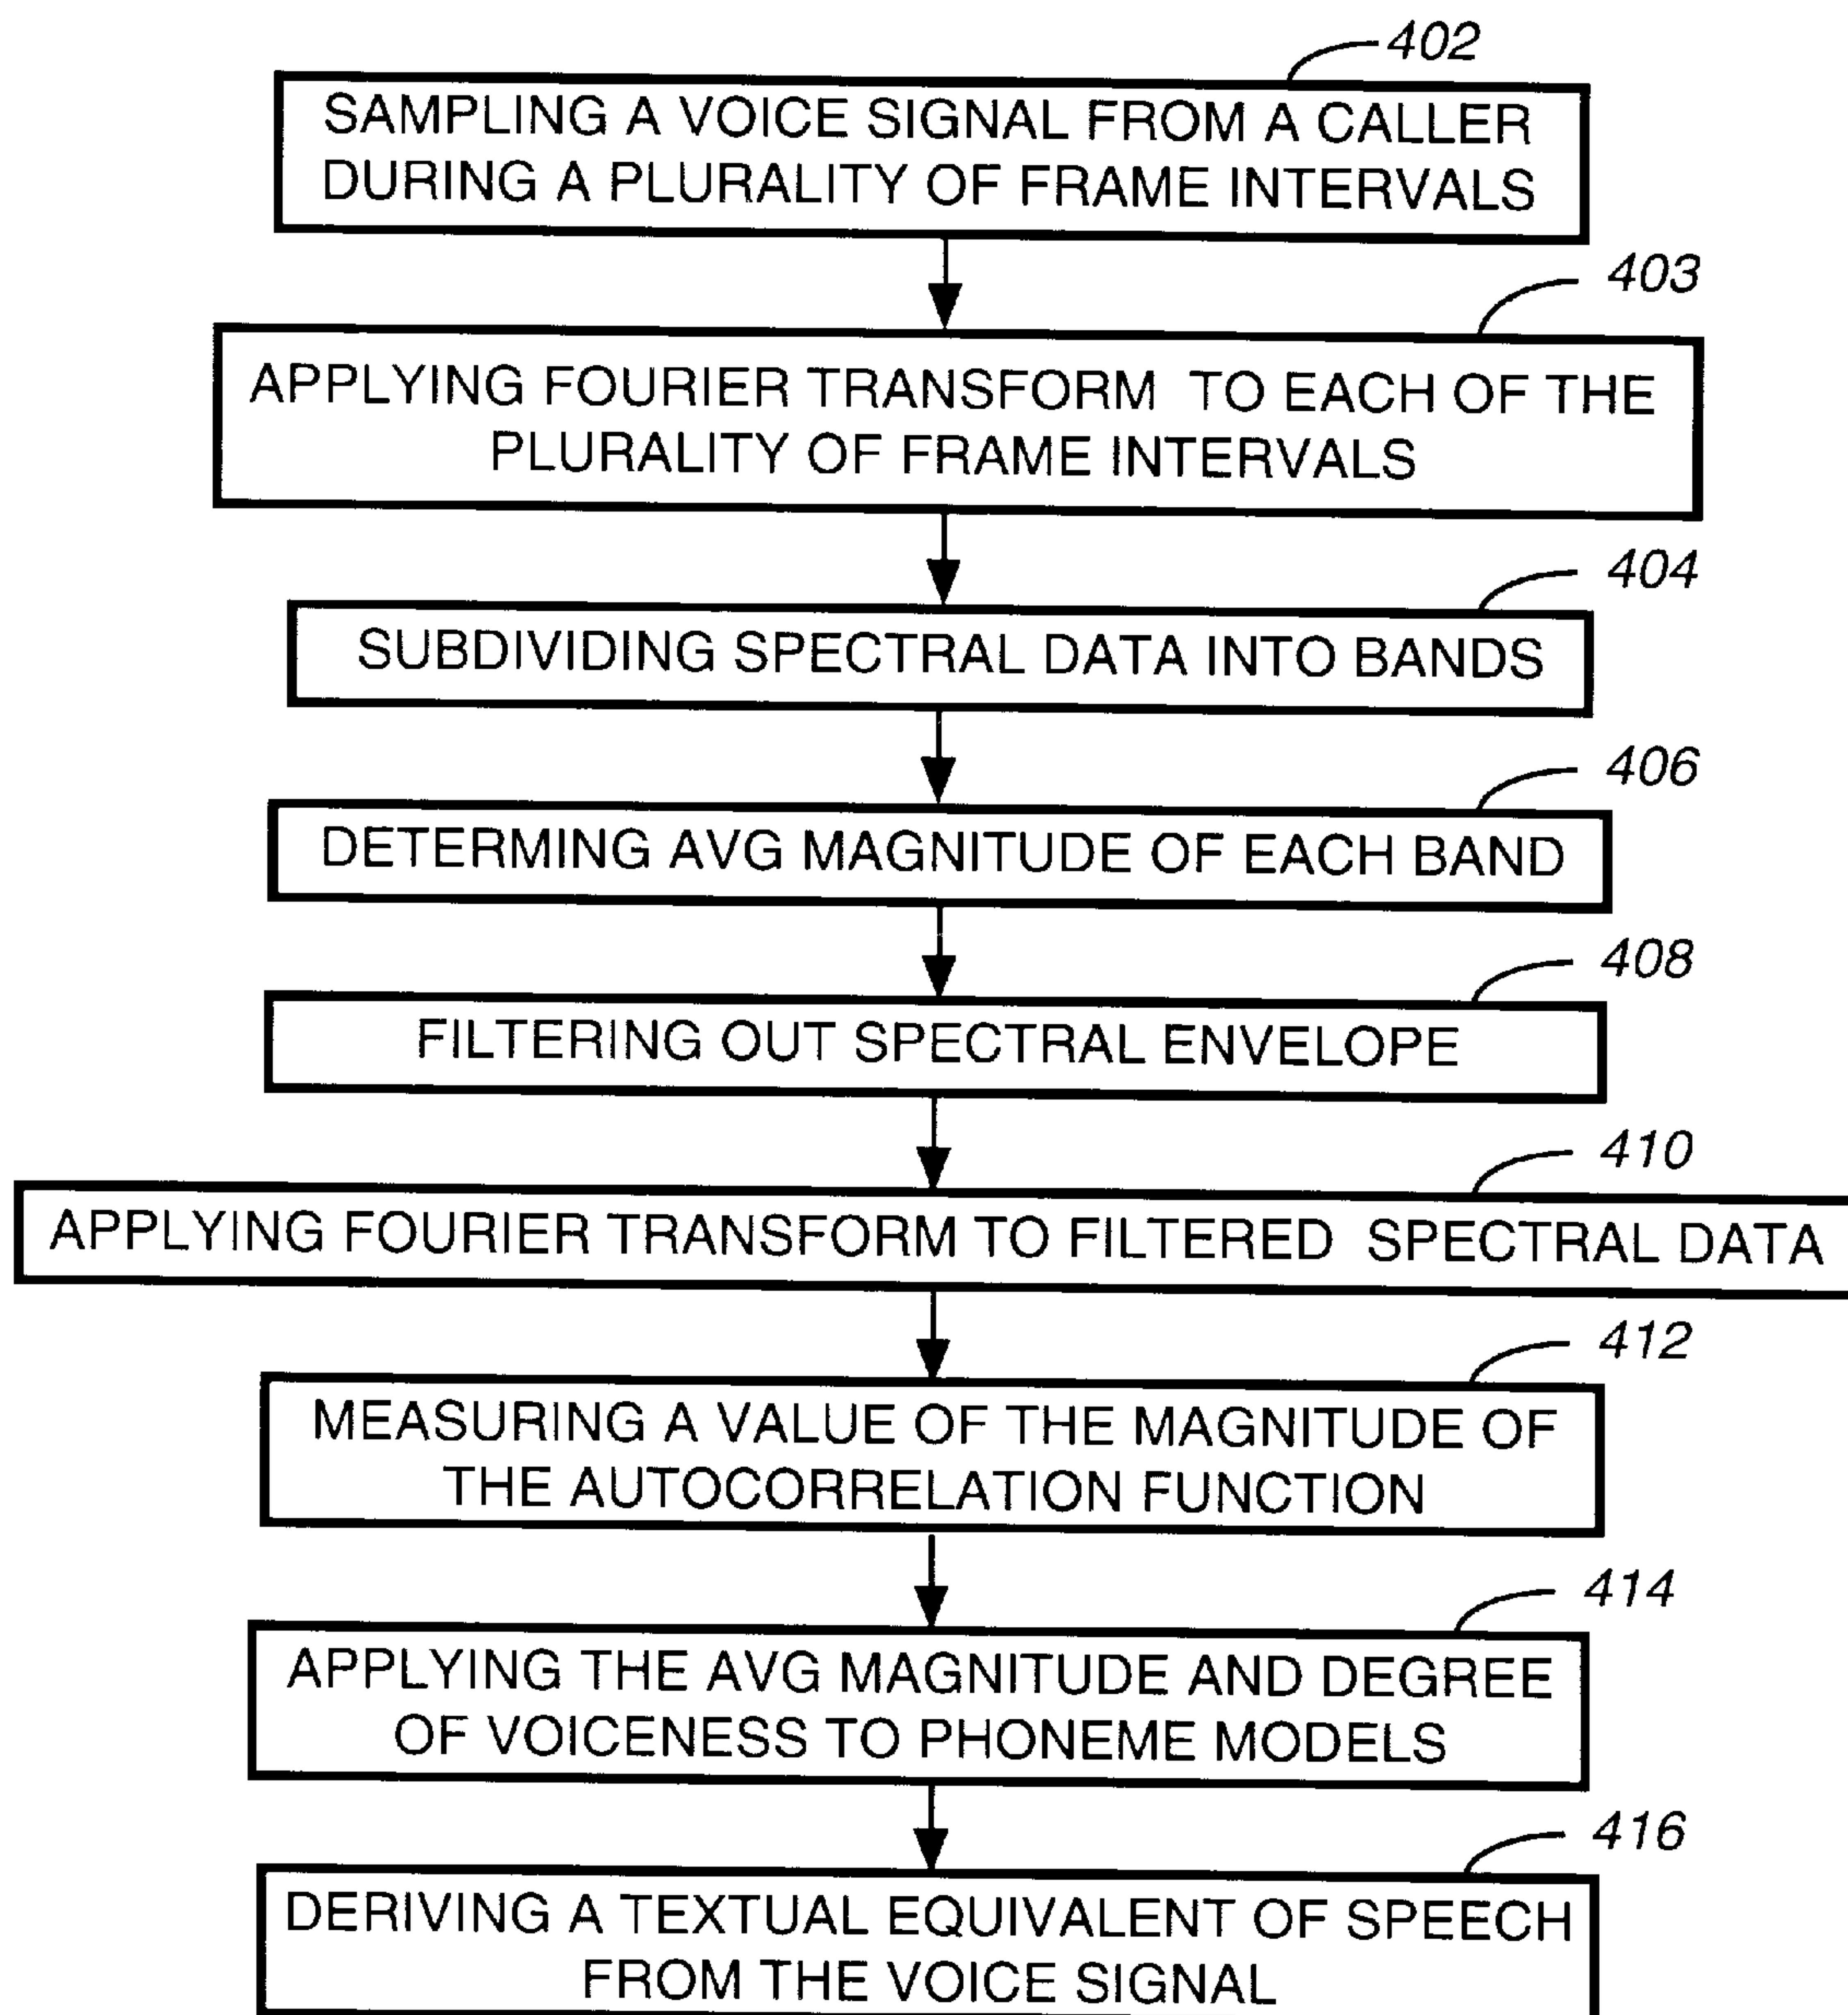 402
SAMPLING A VOICE SIGNAL FROM A CALLER
DURING A PLURALITY OF FRAME INTERVALS
403
APPLYING FOURIER TRANSFORM TO EACH OF THE
PLURALITY OF FRAME INTERVALS
404
SUBDIVIDING SPECTRAL DATA INTO BANDS
406
DETERMING AVG MAGNITUDE OF EACH BAND
408
FILTERING OUT SPECTRAL ENVELOPE
410
APPLYING FOURIER TRANSFORM TO FILTERED SPECTRAL DATA
412
MEASURING A VALUE OF THE MAGNITUDE OF
THE AUTOCORRELATION FUNCTION
414
APPLYING THE AVG MAGNITUDE AND DEGREE
OF VOICENESS TO PHONEME MODELS
416
DERIVING A TEXTUAL EQUIVALENT OF SPEECH
FROM THE VOICE SIGNAL